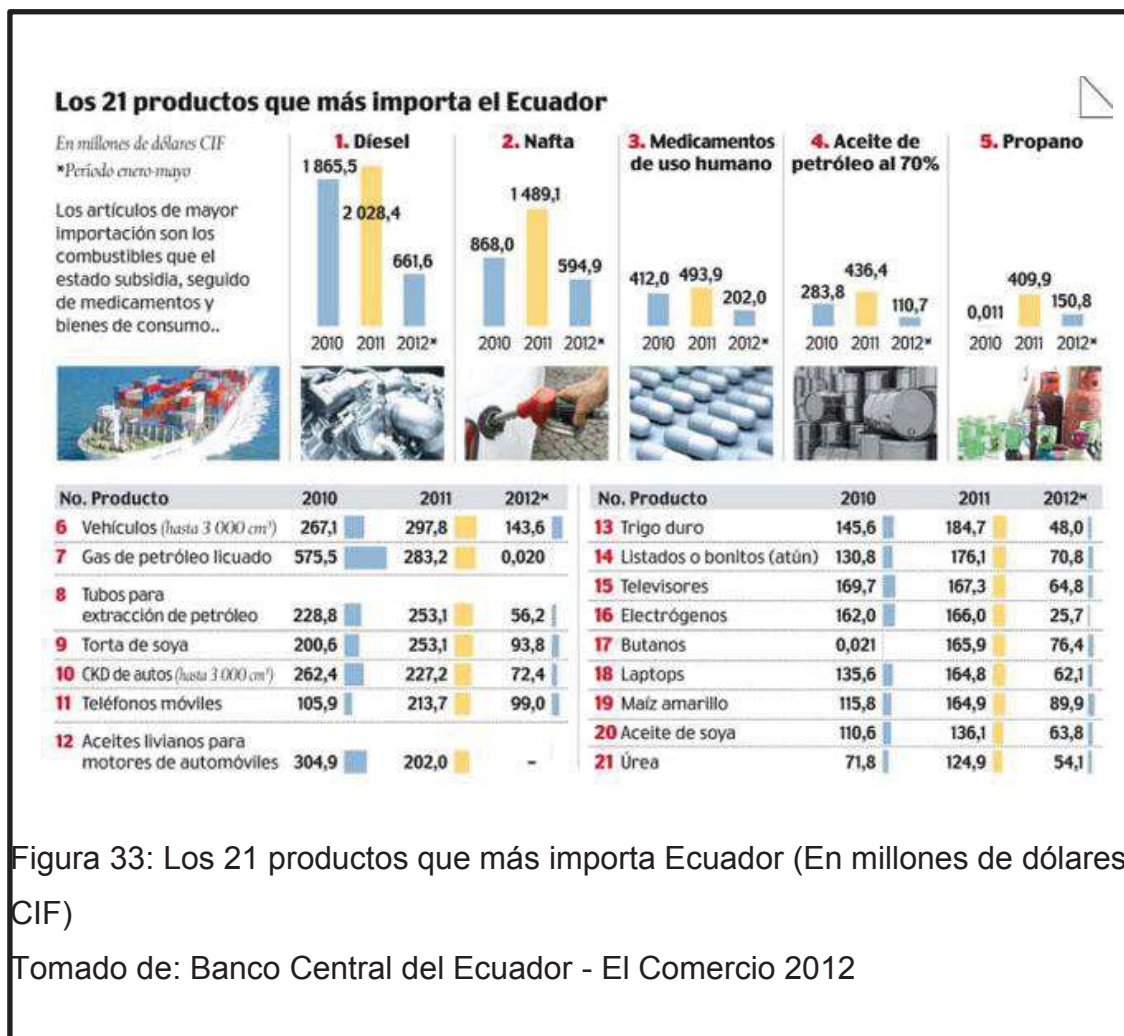 Los 21 productos que más importa el Ecuador
En millones de dólares CIF
*Período enero-mayo
Los artículos de mayor
importación son los
combustibles que el
estado subsidia, seguido
de medicamentos y
bienes de consumo..
1. Díesel
1 865,5
2 028,4
661,6
2010 2011 2012*
2. Nafta
868,0
1 489,1
594,9
2010 2011 2012*
3. Medicamentos
de uso humano
412,0
493,9
202,0
2010 2011 2012*
4. Aceite de
petróleo al 70%
283,8
436,4
110,7
2010 2011 2012*
5. Propano
0,011
409,9
150,8
2010 2011 2012*
No. Producto 2010 2011 2012*
6 Vehículos (hasta 3 000 cm³) 267,1 297,8 143,6
7 Gas de petróleo licuado 575,5 283,2 0,020
8 Tubos para
extracción de petróleo 228,8 253,1 56,2
9 Torta de soya 200,6 253,1 93,8
10 CKD de autos (hasta 3 000 cm³) 262,4 227,2 72,4
11 Teléfonos móviles 105,9 213,7 99,0
12 Aceites livianos para
motores de automóviles 304,9 202,0 –
No. Producto 2010 2011 2012*
13 Trigo duro 145,6 184,7 48,0
14 Listados o bonitos (atún) 130,8 176,1 70,8
15 Televisores 169,7 167,3 64,8
16 Electrógenos 162,0 166,0 25,7
17 Butanos 0,021 165,9 76,4
18 Laptops 135,6 164,8 62,1
19 Maíz amarillo 115,8 164,9 89,9
20 Aceite de soya 110,6 136,1 63,8
21 Úrea 71,8 124,9 54,1
Figura 33: Los 21 productos que más importa Ecuador (En millones de dólares
CIF)
Tomado de: Banco Central del Ecuador - El Comercio 2012